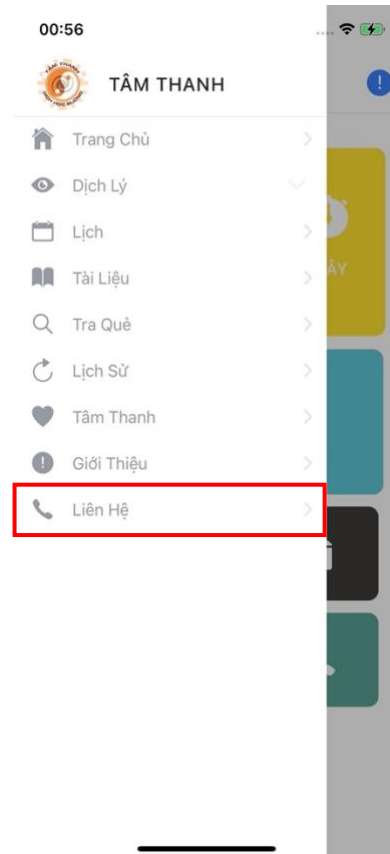 00:56
TÂM THANH
Trang Chủ
Dịch Lý
Lịch
Tài Liệu
ÂY
Tra Quẻ
Lịch Sử
Tâm Thanh
Giới Thiệu
Liên Hệ